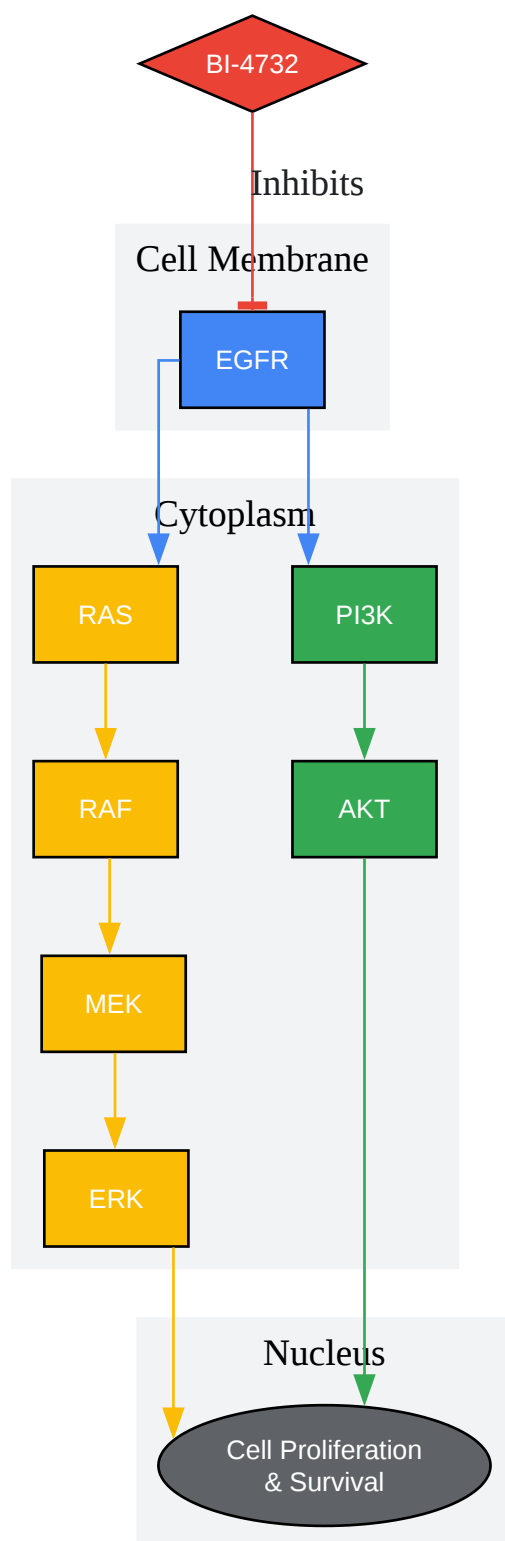 BI-4732
Inhibits
Cell Membrane
EGFR
Cytoplasm
RAS
PI3K
RAF
AKT
MEK
ERK
Nucleus
Cell Proliferation
& Survival